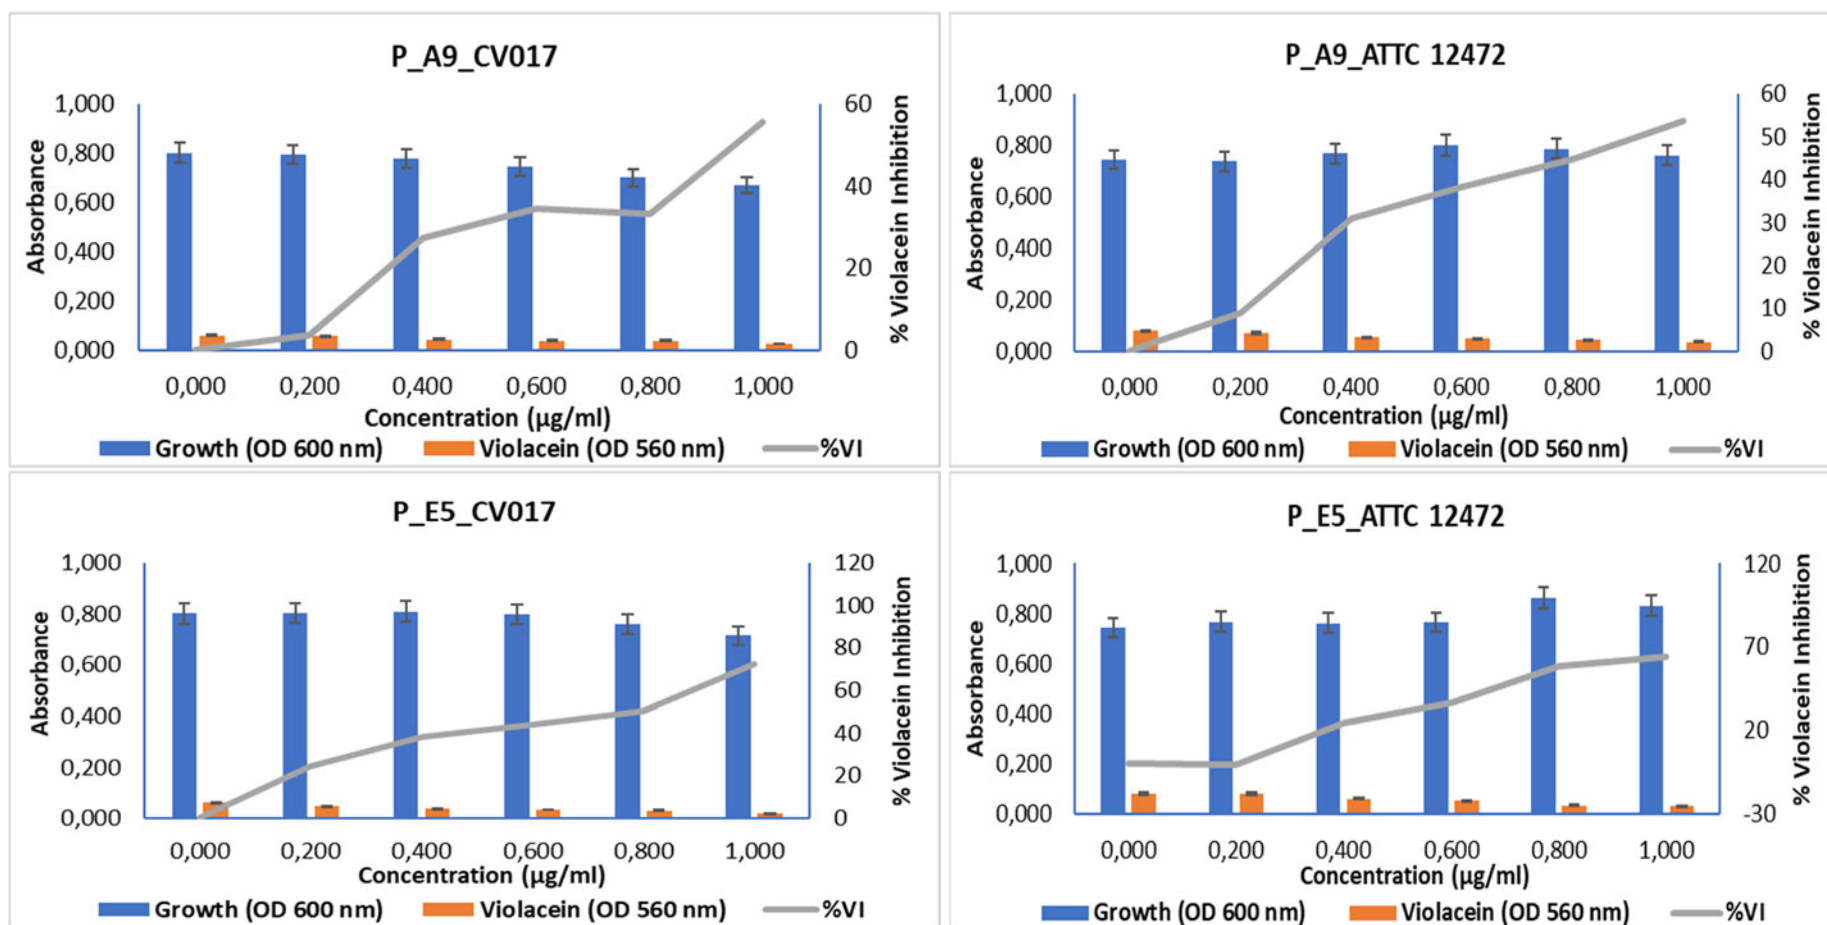 P_A9_CV017
1,000
0,800
0,600
0,400
0,200
0,000
Absorbance
60
40
20
0
% Violacein Inhibition
0,000 0,200 0,400 0,600 0,800 1,000
Concentration (µg/ml)
Growth (OD 600 nm) Violacein (OD 560 nm) %VI
P_A9_ATTC 12472
1,000
0,800
0,600
0,400
0,200
0,000
Absorbance
60
50
40
30
20
10
0
% Violacein Inhibition
0,000 0,200 0,400 0,600 0,800 1,000
Concentration (µg/ml)
Growth (OD 600 nm) Violacein (OD 560 nm) %VI
P_E5_CV017
1,000
0,800
0,600
0,400
0,200
0,000
Absorbance
120
100
80
60
40
20
0
% Violacein Inhibition
0,000 0,200 0,400 0,600 0,800 1,000
Concentration (µg/ml)
Growth (OD 600 nm) Violacein (OD 560 nm) %VI
P_E5_ATTC 12472
1,000
0,800
0,600
0,400
0,200
0,000
Absorbance
120
70
20
-30
% Violacein Inhibition
0,000 0,200 0,400 0,600 0,800 1,000
Concentration (µg/ml)
Growth (OD 600 nm) Violacein (OD 560 nm) %VI